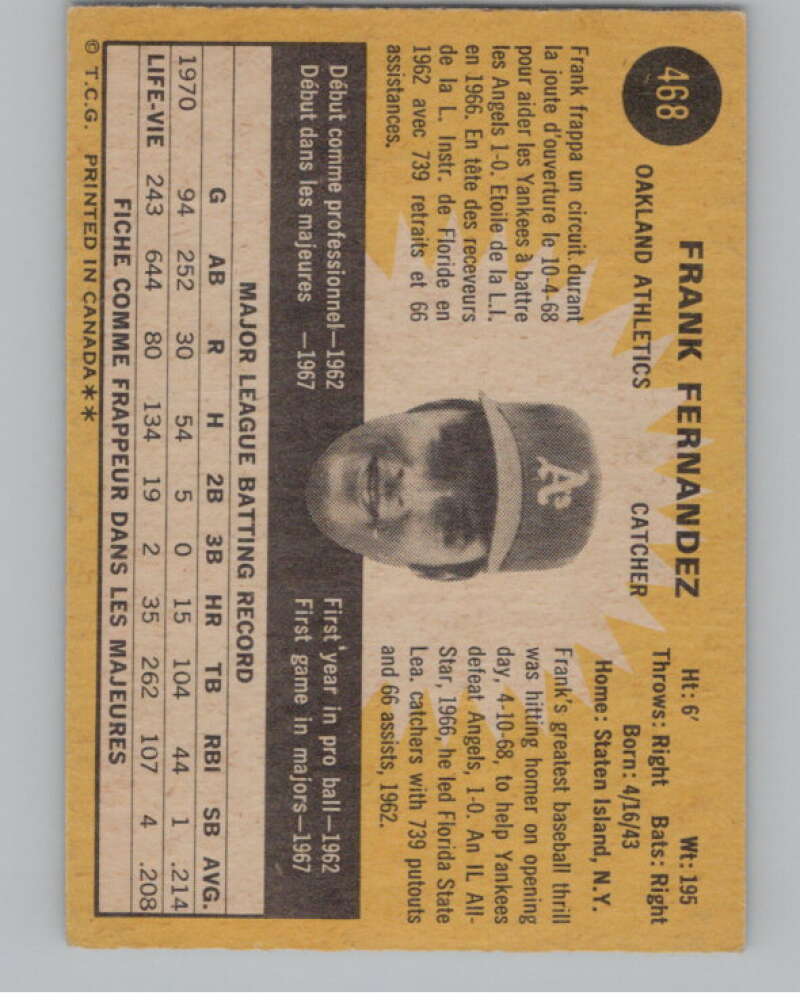 468
FRANK FERNANDEZ
OAKLAND ATHLETICS CATCHER
Ht: 6' Wt: 195
Throws: Right Bats: Right
Born: 4/16/43
Home: Staten Island, N.Y.
Frank frappa un circuit durant
la joute d'ouverture le 10-4-68
pour aider les Yankees à battre
les Angels 1-0. Etoile de la L.I.
en 1966. En tête des receveurs
de la L. Instr. de Floride en
1962 avec 739 retraits et 66
assistances.
A's
Frank's greatest baseball thrill
was hitting homer on opening
day, 4-10-68, to help Yankees
defeat Angels, 1-0. An IL All-
Star, 1966, he led Florida State
Lea. catchers with 739 putouts
and 66 assists, 1962.
Début comme professionnel—1962
Début dans les majeures —1967
First year in pro ball—1962
First game in majors—1967
MAJOR LEAGUE BATTING RECORD
G AB R H 2B 3B HR TB RBI SB AVG.
1970 94 252 30 54 5 0 15 104 44 1 .214
LIFE-VIE 243 644 80 134 19 2 35 262 107 4 .208
FICHE COMME FRAPPEUR DANS LES MAJEURES
© T.C.G. PRINTED IN CANADA**